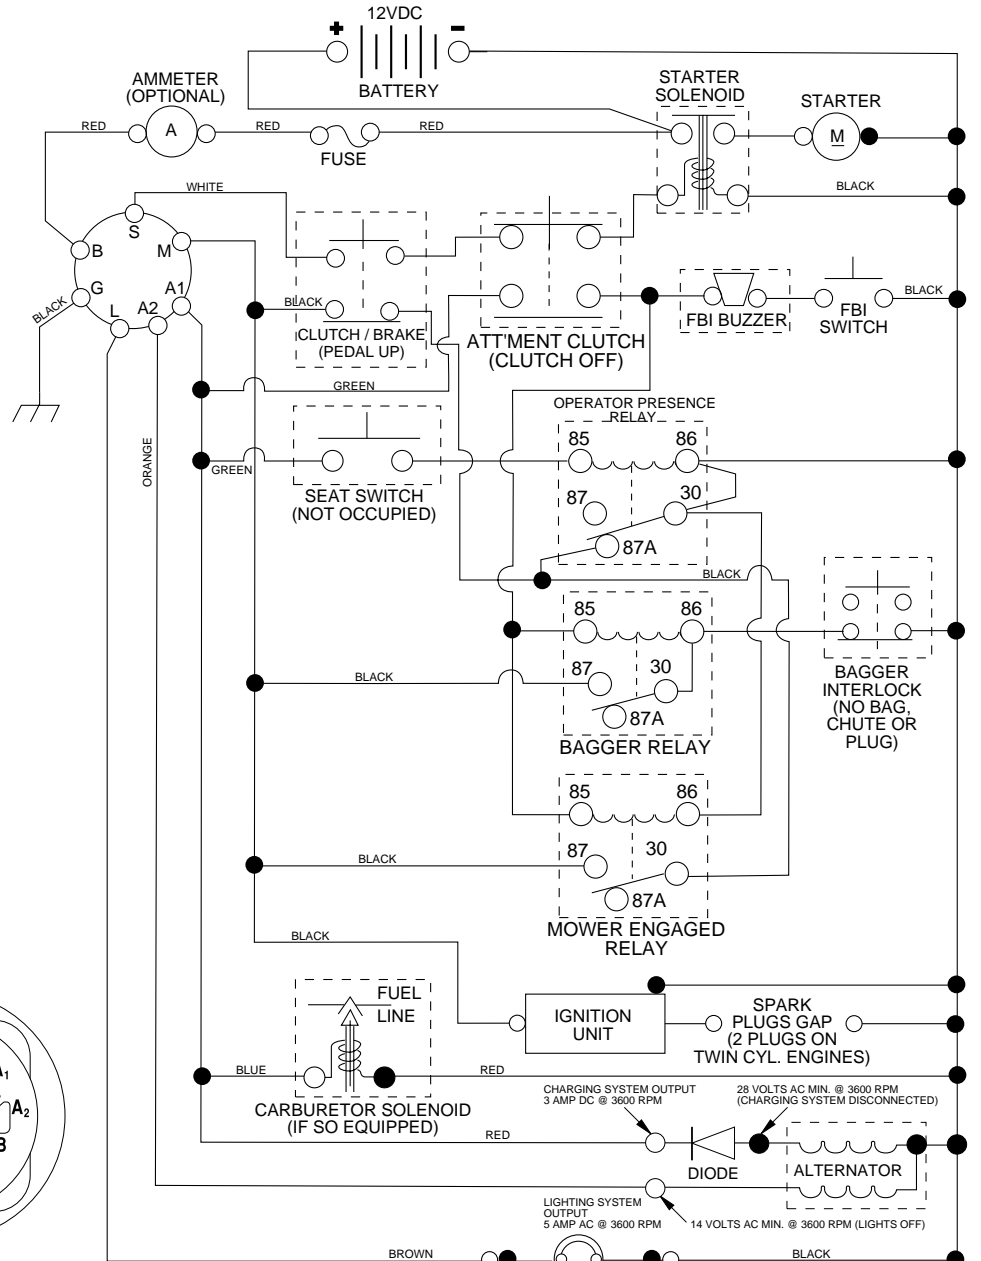 12VDC
+
-
BATTERY
AMMETER
(OPTIONAL)
STARTER
SOLENOID
STARTER
RED
A
RED
RED
FUSE
M
WHITE
BLACK
S
M
B
G
A1
A2
L
BLACK
BLACK
CLUTCH / BRAKE
(PEDAL UP)
ATT'MENT CLUTCH
(CLUTCH OFF)
FBI BUZZER
FBI
SWITCH
BLACK
GREEN
OPERATOR PRESENCE
RELAY
85
86
ORANGE
GREEN
SEAT SWITCH
(NOT OCCUPIED)
87
30
87A
BLACK
85
86
BLACK
87
30
87A
BAGGER RELAY
BAGGER
INTERLOCK
(NO BAG,
CHUTE OR
PLUG)
85
86
BLACK
87
30
87A
MOWER ENGAGED
RELAY
BLACK
FUEL
LINE
IGNITION
UNIT
SPARK
PLUGS GAP
(2 PLUGS ON
TWIN CYL. ENGINES)
BLUE
RED
CARBURETOR SOLENOID
(IF SO EQUIPPED)
CHARGING SYSTEM OUTPUT
3 AMP DC @ 3600 RPM
28 VOLTS AC MIN. @ 3600 RPM
(CHARGING SYSTEM DISCONNECTED)
RED
DIODE
ALTERNATOR
LIGHTING SYSTEM
OUTPUT
5 AMP AC @ 3600 RPM
14 VOLTS AC MIN. @ 3600 RPM (LIGHTS OFF)
BROWN
BLACK
A₂